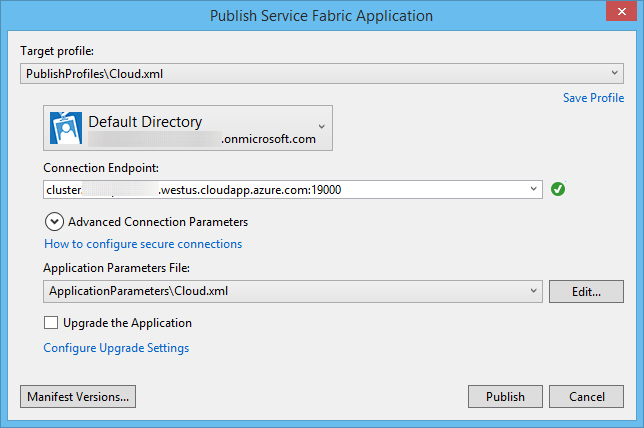 Publish Service Fabric Application
Target profile:
PublishProfiles\Cloud.xml
Save Profile
Default Directory
.onmicrosoft.com
Connection Endpoint:
cluster .westus.cloudapp.azure.com:19000
Advanced Connection Parameters
How to configure secure connections
Application Parameters File:
ApplicationParameters\Cloud.xml
Edit...
Upgrade the Application
Configure Upgrade Settings
Manifest Versions...
Publish
Cancel